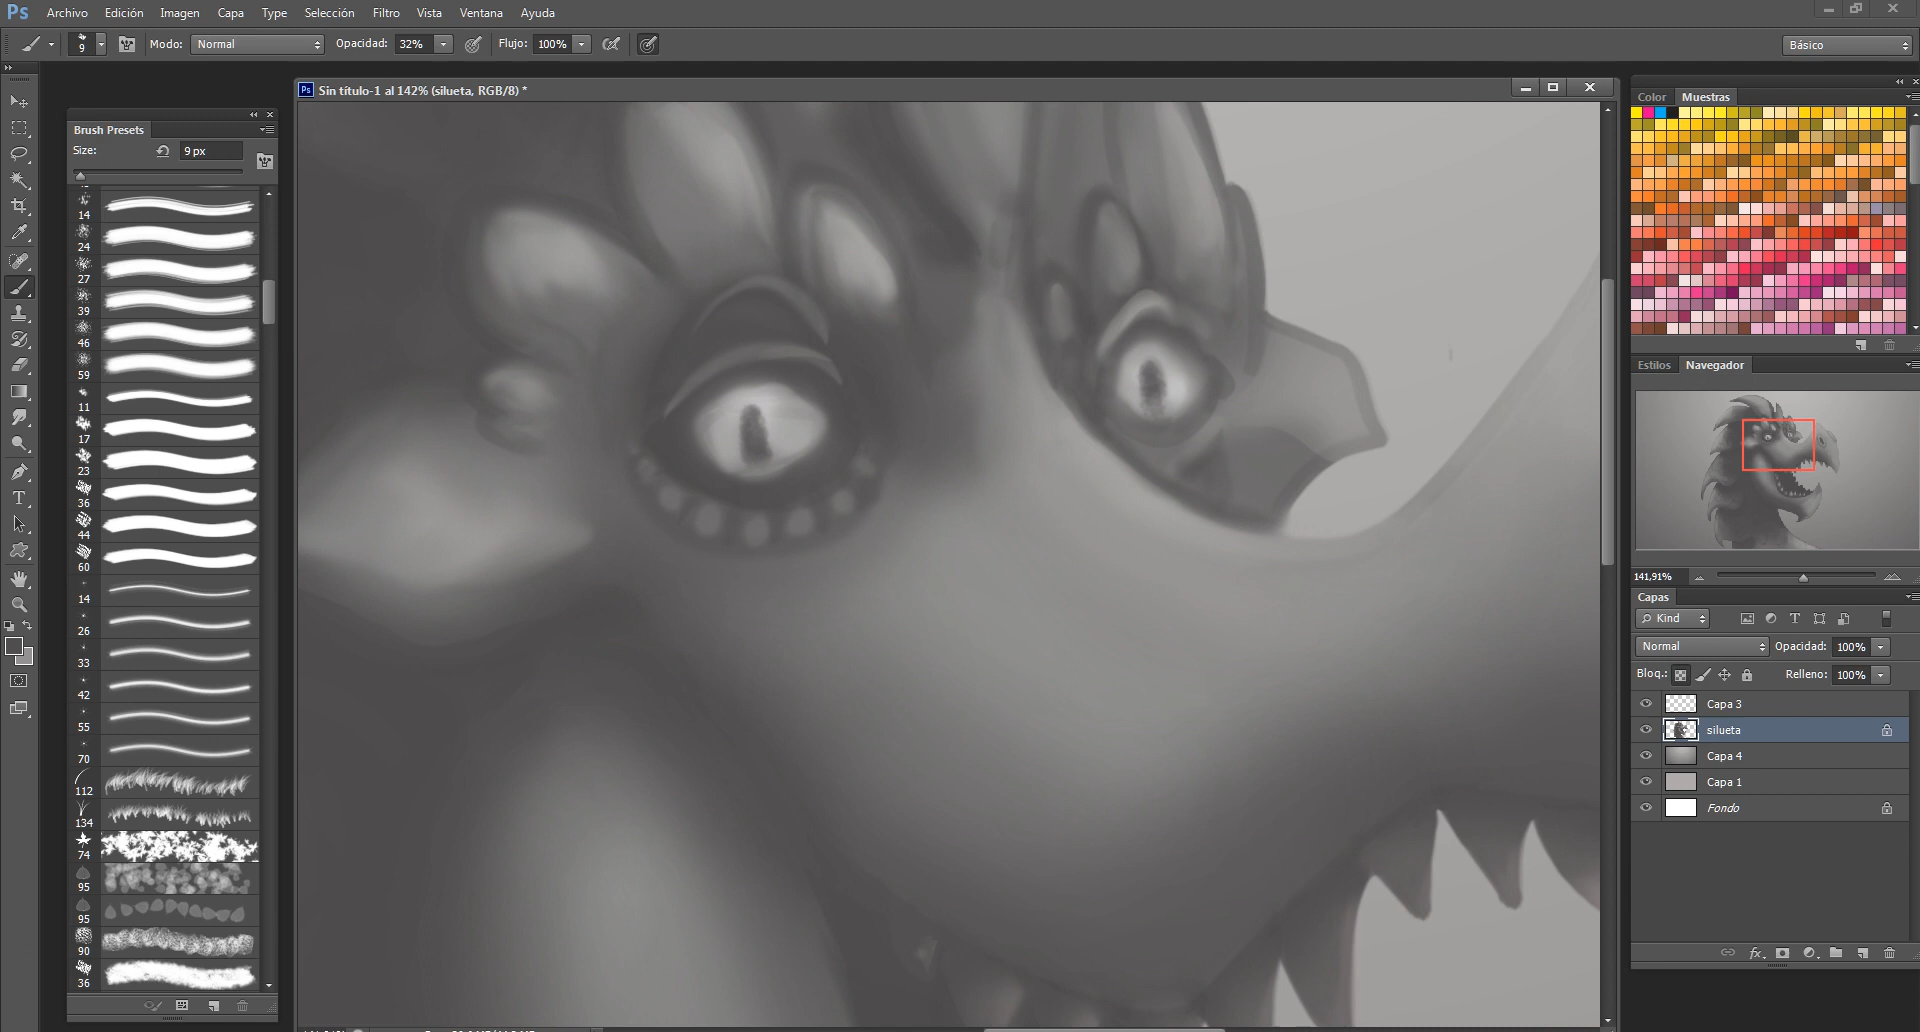 Ps Archivo Edición Imagen Capa Type Selección Filtro Vista Ventana Ayuda
9 Modo: Normal Opacidad: 32% Flujo: 100% Básico
Ps Sin título-1 al 142% (silueta, RGB/8) *
Brush Presets
Size: 9 px
14
24
27
39
46
59
11
17
23
36
44
60
14
26
33
42
55
70
112
134
74
95
95
90
36
T
Color Muestras
Estilos Navegador
141,91%
Capas
Kind T
Normal Opacidad: 100%
Bloq.: Relleno: 100%
Capa 3
silueta
Capa 4
Capa 1
Fondo
fx